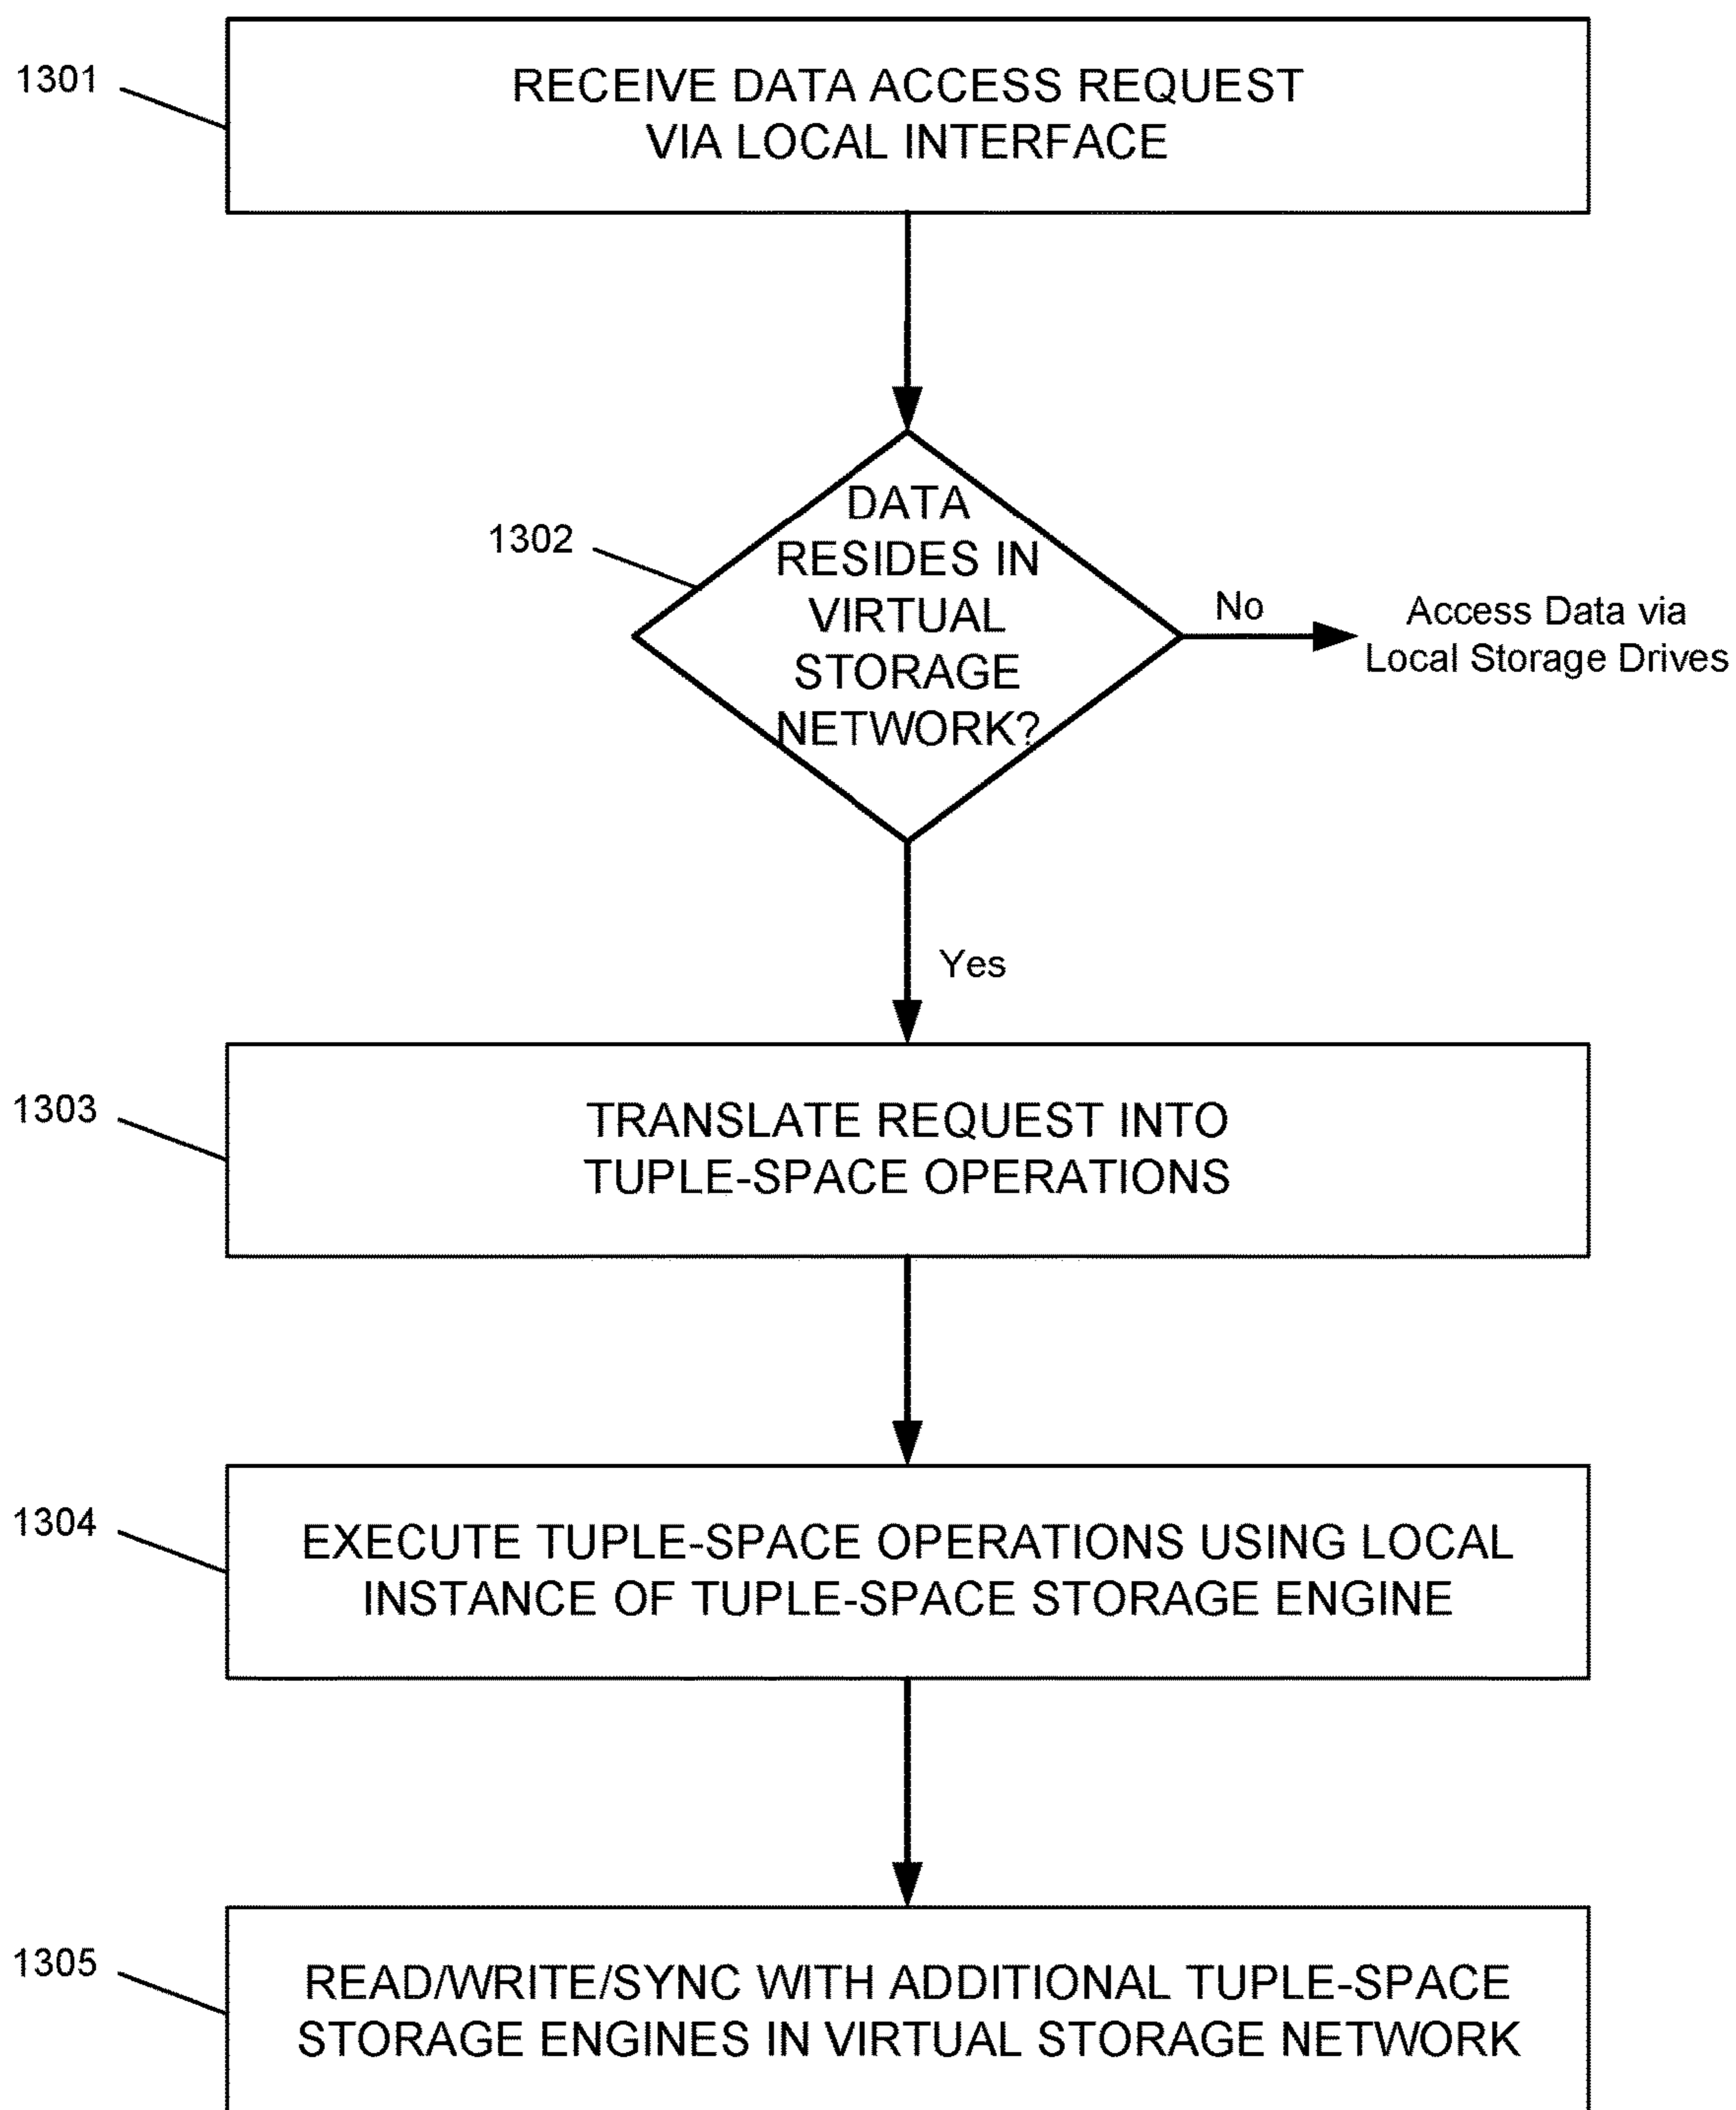 1301
RECEIVE DATA ACCESS REQUEST
VIA LOCAL INTERFACE
1302
DATA
RESIDES IN
VIRTUAL
STORAGE
NETWORK?
No
Access Data via
Local Storage Drives
Yes
1303
TRANSLATE REQUEST INTO
TUPLE-SPACE OPERATIONS
1304
EXECUTE TUPLE-SPACE OPERATIONS USING LOCAL
INSTANCE OF TUPLE-SPACE STORAGE ENGINE
1305
READ/WRITE/SYNC WITH ADDITIONAL TUPLE-SPACE
STORAGE ENGINES IN VIRTUAL STORAGE NETWORK